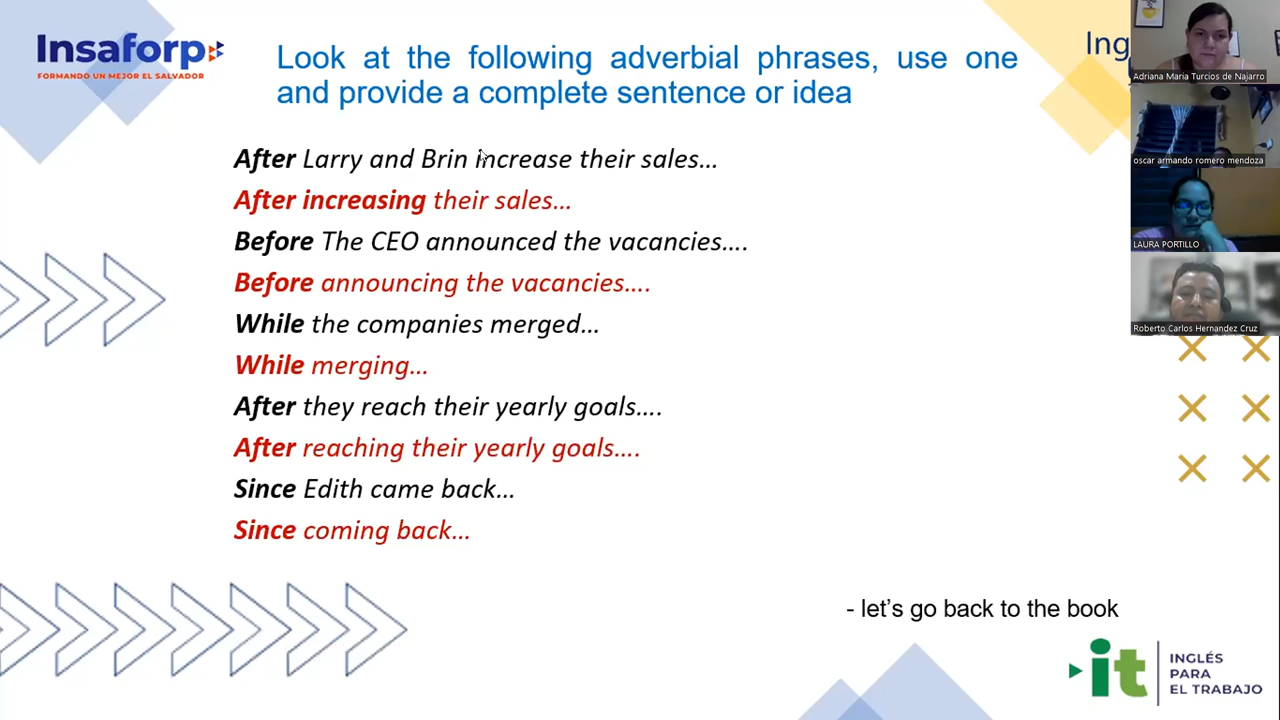 Insaforp
FORMANDO UN MEJOR EL SALVADOR
Look at the following adverbial phrases, use one
and provide a complete sentence or idea
Ing
Adriana Maria Turcios de Najarro
oscar armando romero mendoza
LAURA PORTILLO
Roberto Carlos Hernandez Cruz
After Larry and Brin increase their sales...
After increasing their sales...
Before The CEO announced the vacancies....
Before announcing the vacancies....
While the companies merged...
While merging...
After they reach their yearly goals....
After reaching their yearly goals....
Since Edith came back...
Since coming back...
- let's go back to the book
it
INGLÉS
PARA
EL TRABAJO